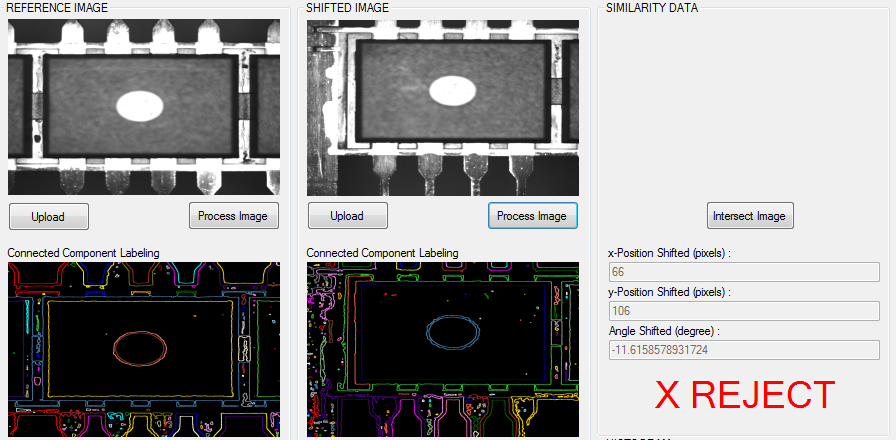 REFERENCE IMAGE
SHIFTED IMAGE
SIMILARITY DATA
Upload
Process Image
Upload
Process Image
Intersect Image
Connected Component Labeling
Connected Component Labeling
x-Position Shifted (pixels) :
66
y-Position Shifted (pixels) :
106
Angle Shifted (degree) :
-11.6158578931724
X REJECT